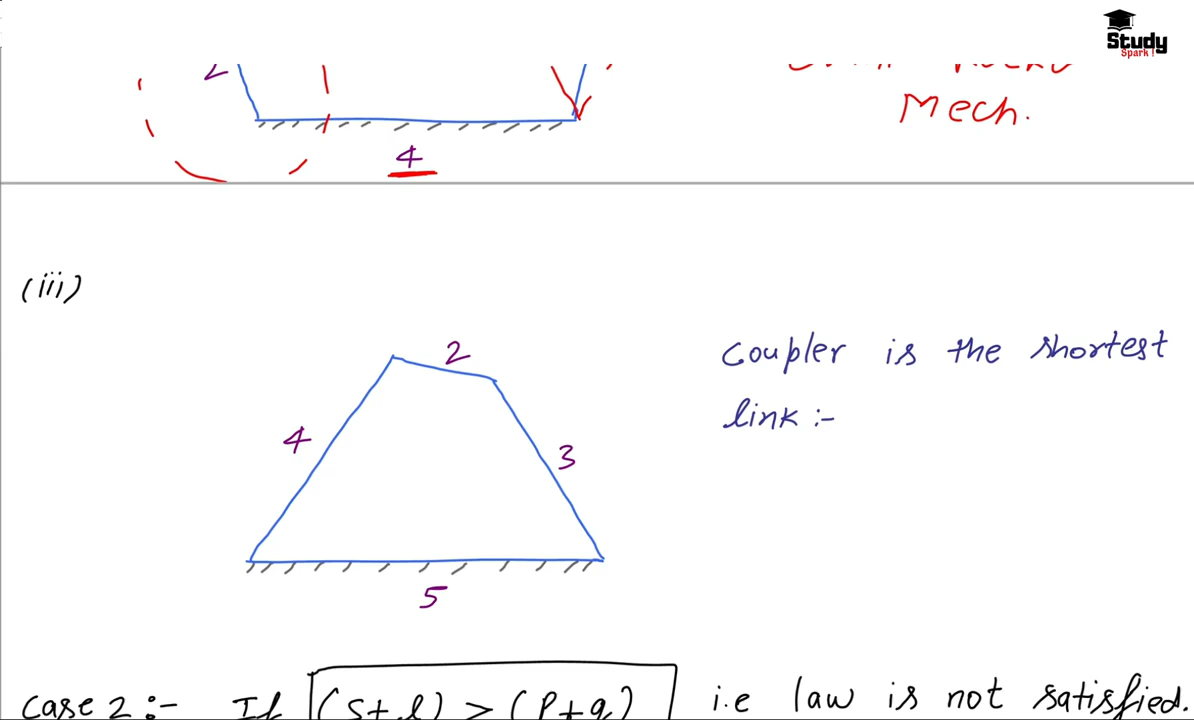 Study
Spark!
2
Mech.
4
(iii)
2
Coupler is the shortest
link :-
4
3
5
Case 2 :- If (s+l) > (p+q) i.e law is not satisfied.